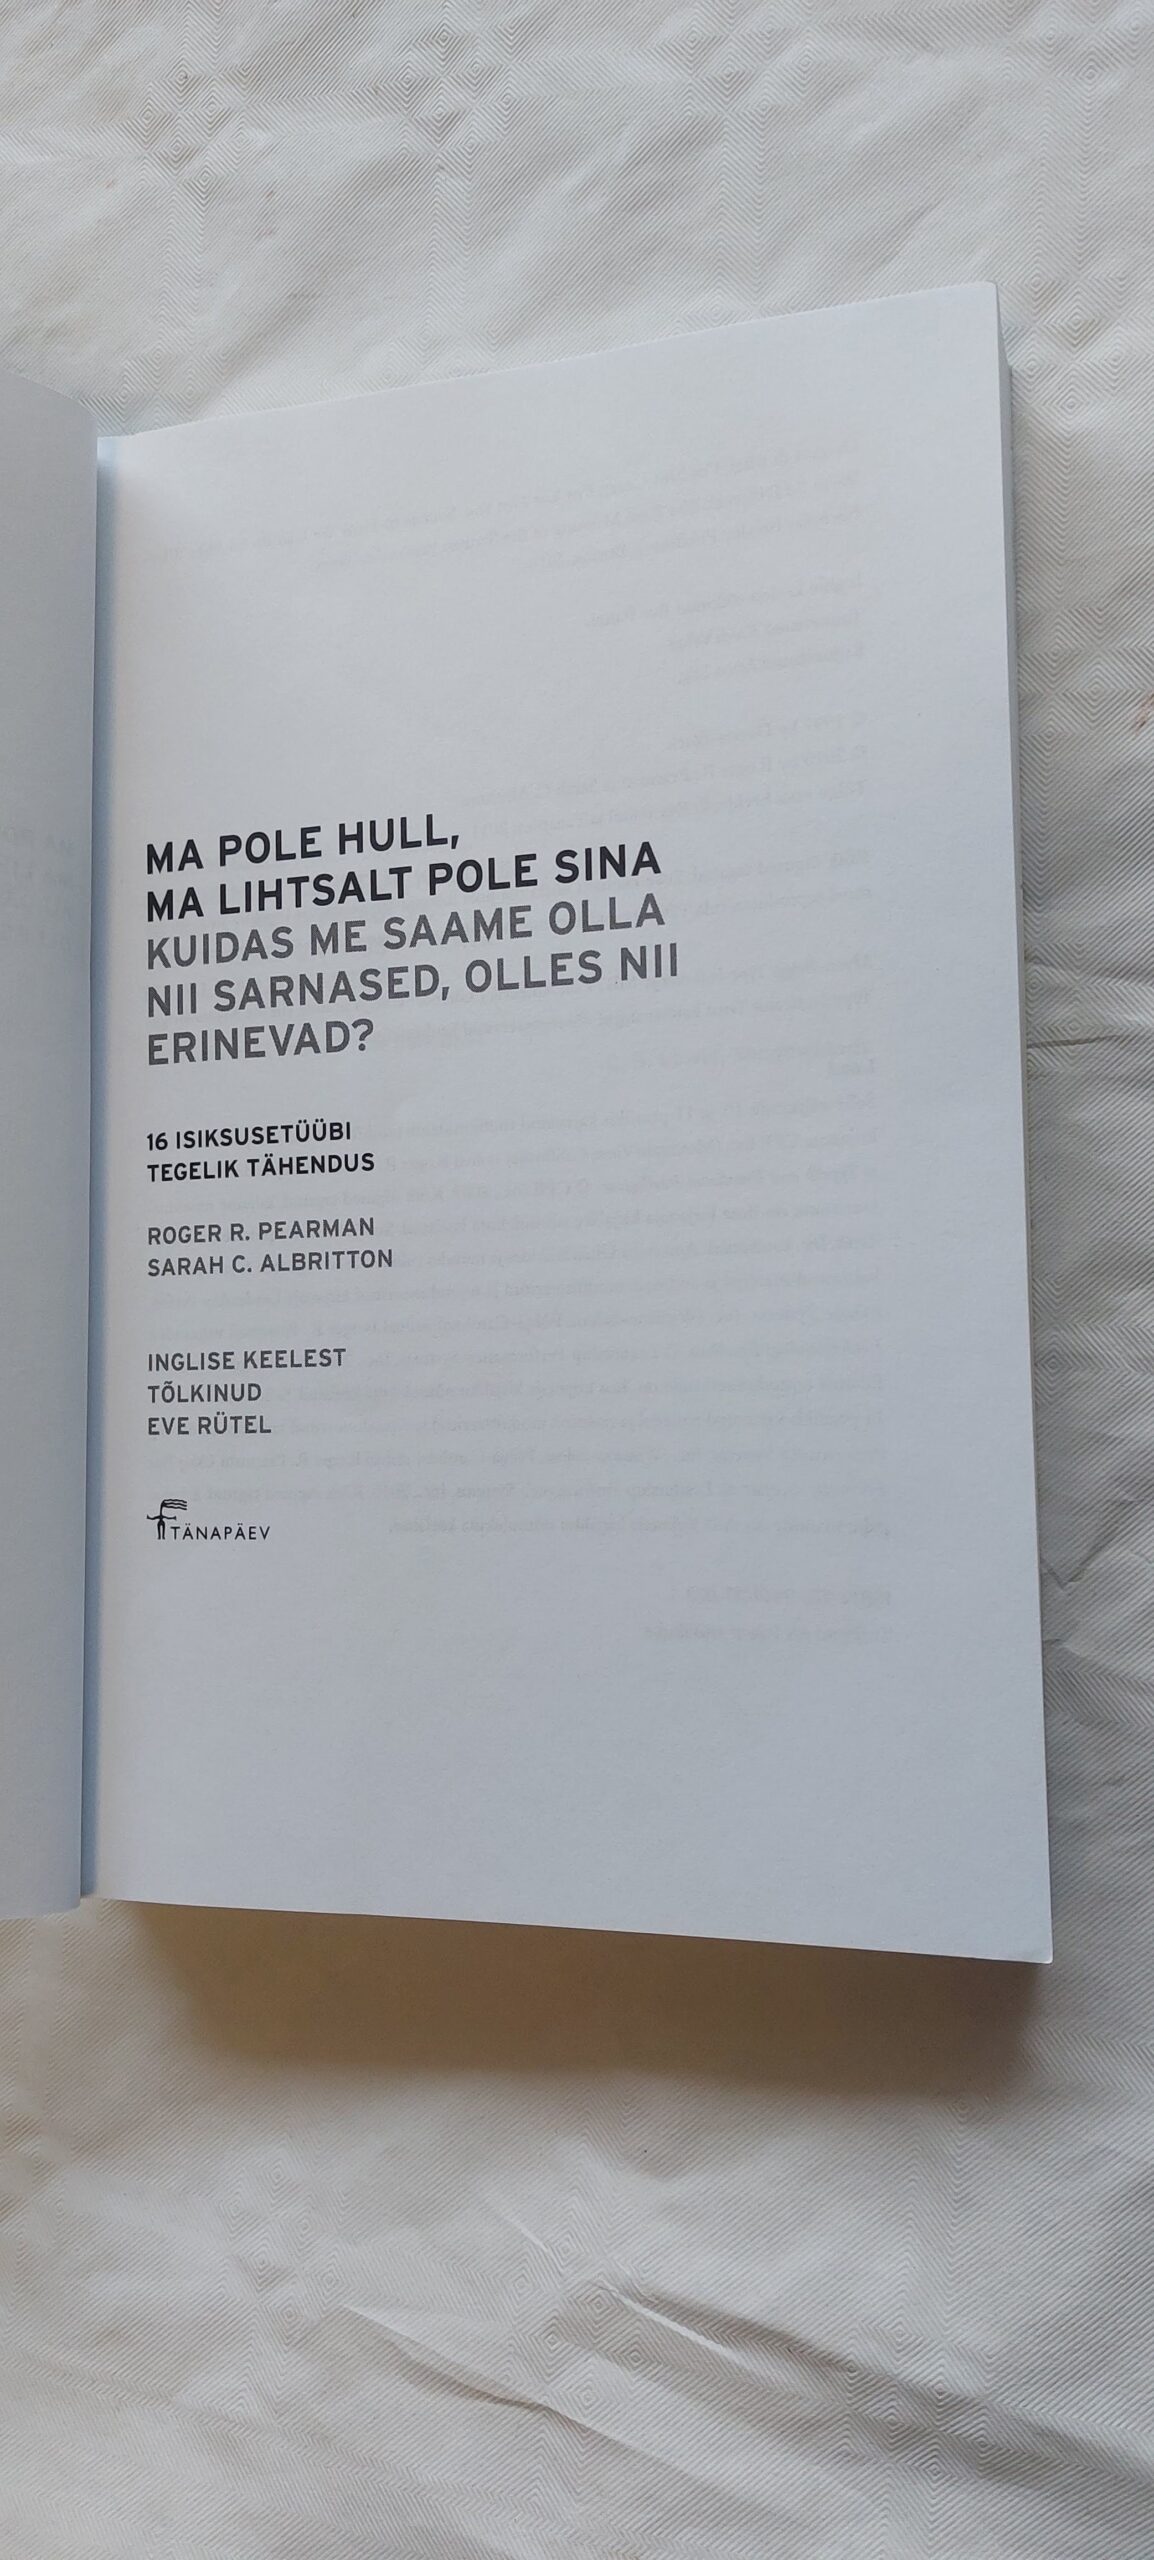 MA POLE HULL,
MA LIHTSALT POLE SINA
KUIDAS ME SAAME OLLA
NII SARNASED, OLLES NII
ERINEVAD?
16 ISIKSUSETÜÜBI
TEGELIK TÄHENDUS
ROGER R. PEARMAN
SARAH C. ALBRITTON
INGLISE KEELEST
TÕLKINUD
EVE RÜTEL
TÄNAPÄEV